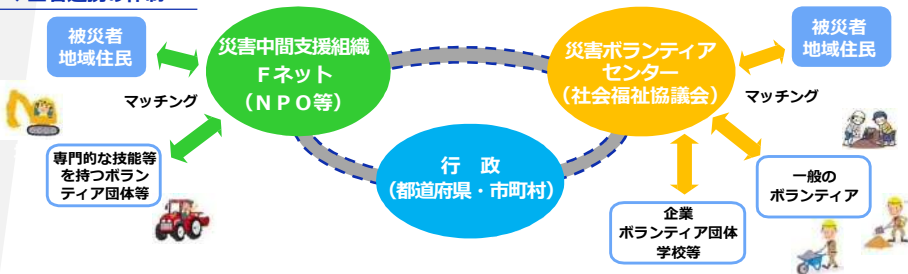 被災者
地域住民
災害中間支援組織
Fネット
（NPO等）
災害ボランティア
センター
（社会福祉協議会）
被災者
地域住民
マッチング
マッチング
専門的な技能等
を持つボラン
ティア団体等
行 政
（都道府県・市町村）
一般の
ボランティア
企業
ボランティア団体
学校等